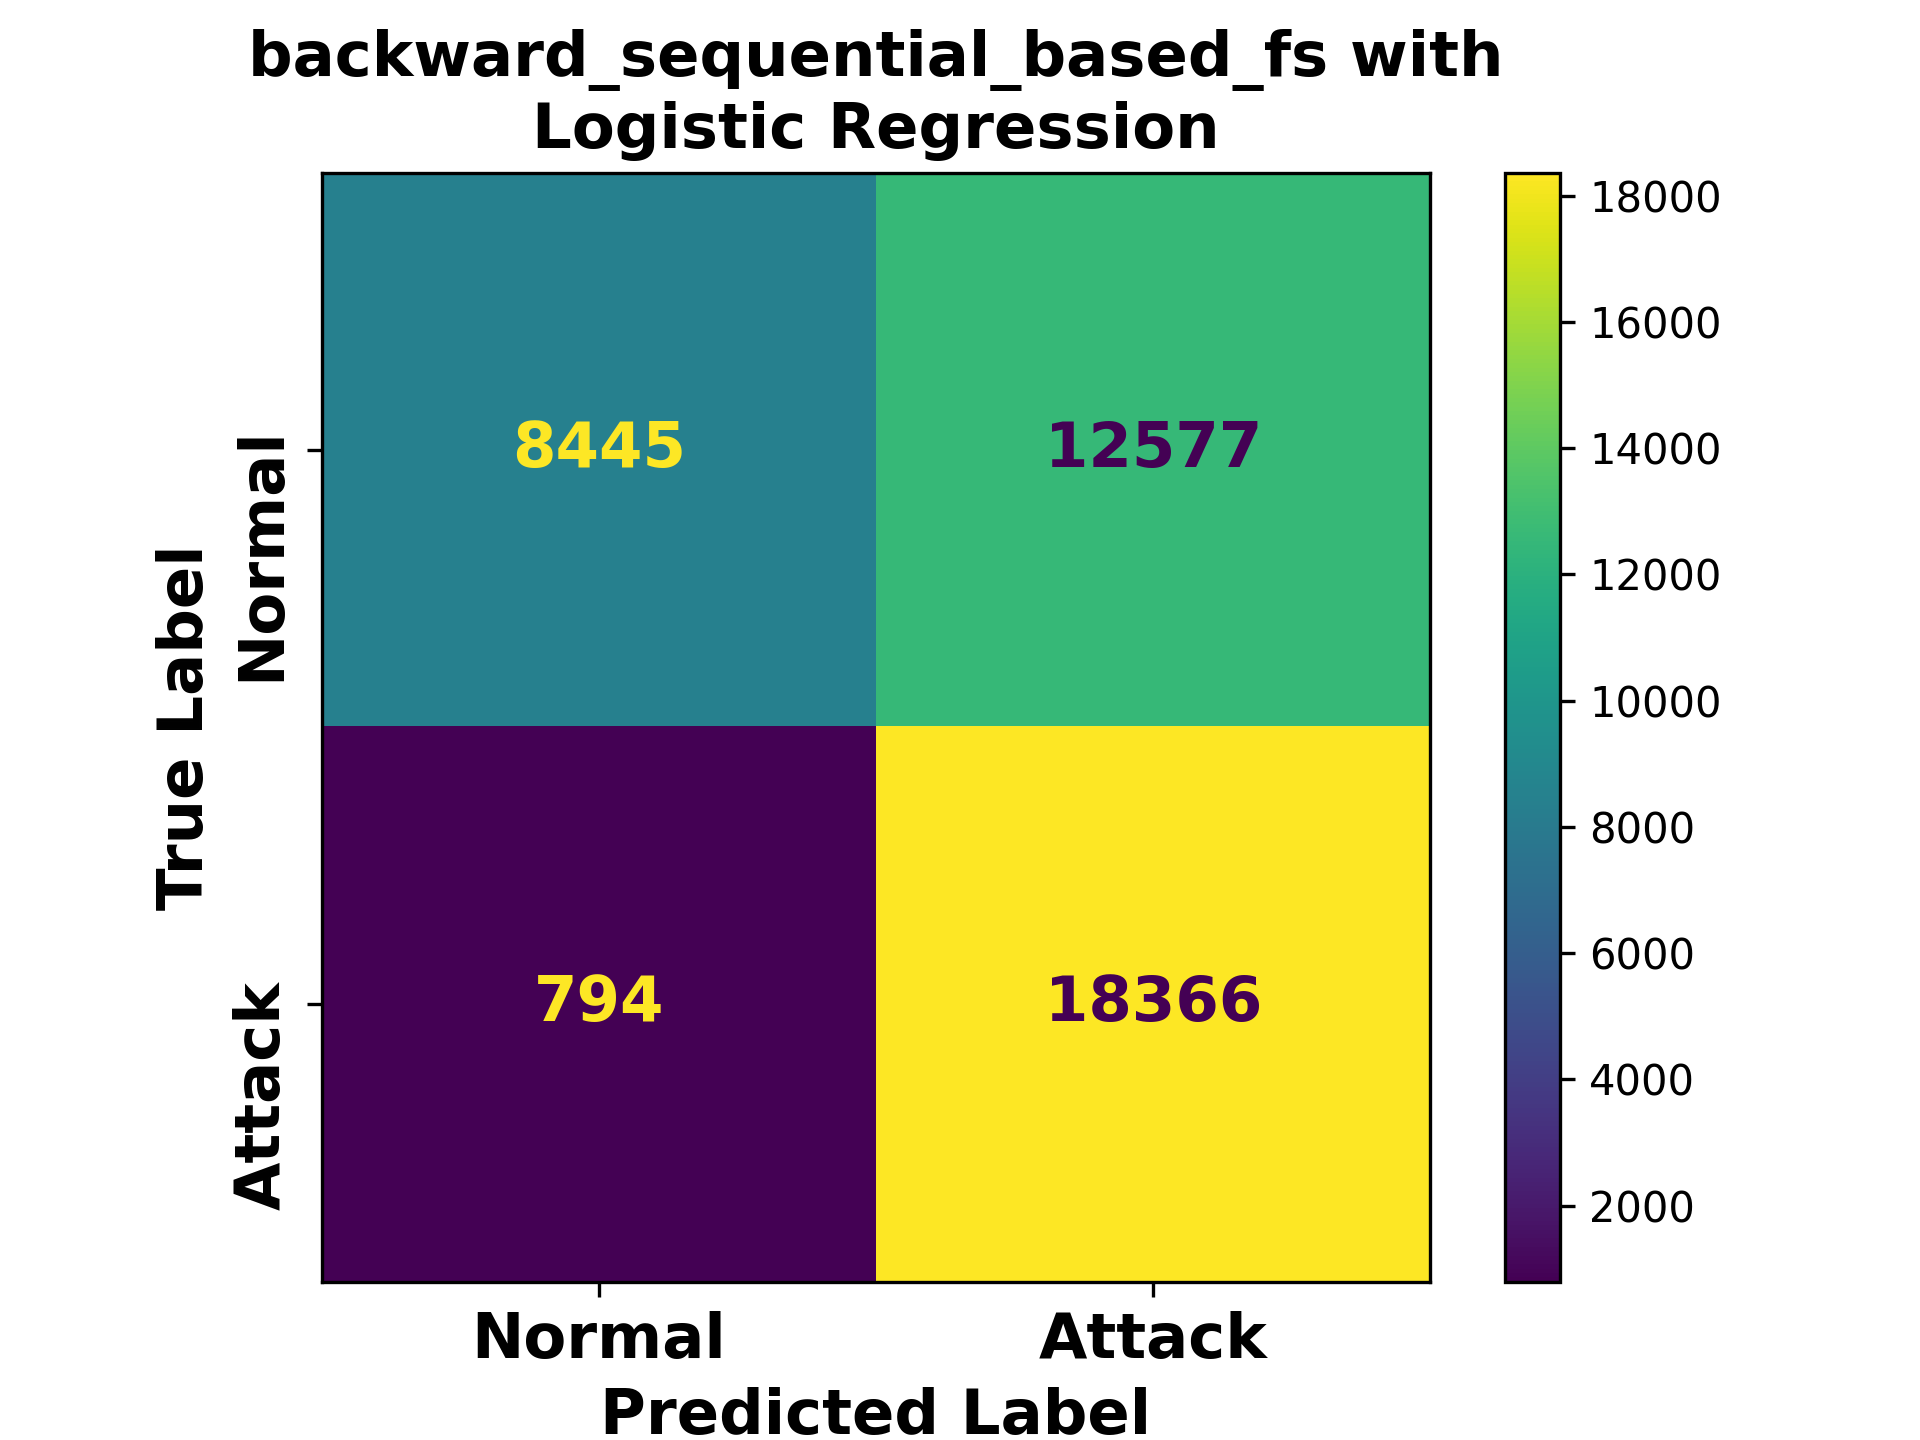 backward_sequential_based_fs with
Logistic Regression
True Label
Normal
Attack
8445
12577
794
18366
Normal
Attack
Predicted Label
18000
16000
14000
12000
10000
8000
6000
4000
2000